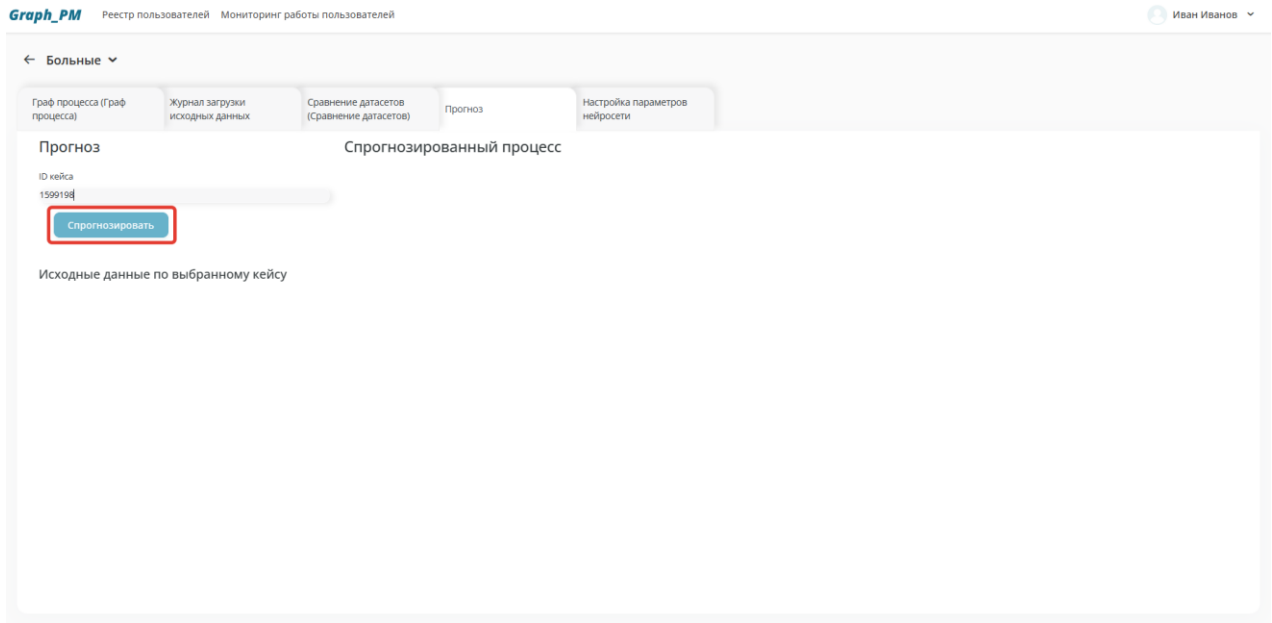 Graph_PM Реестр пользователей Мониторинг работы пользователей Иван Иванов
Больные
Граф процесса (Граф процесса)
Журнал загрузки исходных данных
Сравнение датасетов (Сравнение датасетов)
Прогноз
Настройка параметров нейросети
Прогноз
Спрогнозированный процесс
ID кейса
1599198
Спрогнозировать
Исходные данные по выбранному кейсу